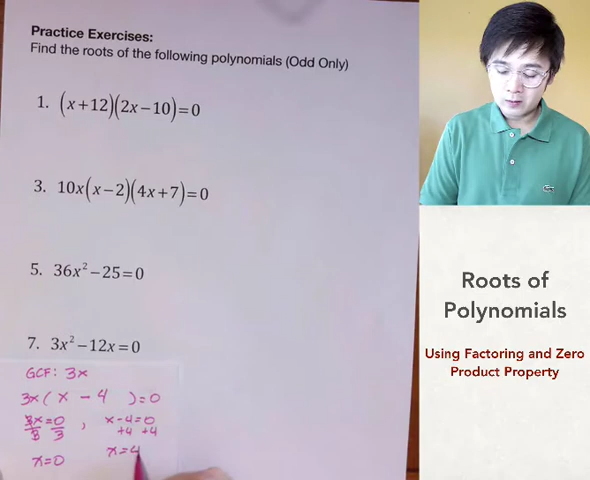 Practice Exercises:
Find the roots of the following polynomials (Odd Only)
1. (x+12)(2x−10)=0
3. 10x(x−2)(4x+7)=0
5. 36x²−25=0
7. 3x²−12x=0
GCF: 3x
3x(x − 4 )=0
3x=0 , x−4=0
3 3 +4 +4
x=0 x=4
Roots of
Polynomials
Using Factoring and Zero
Product Property